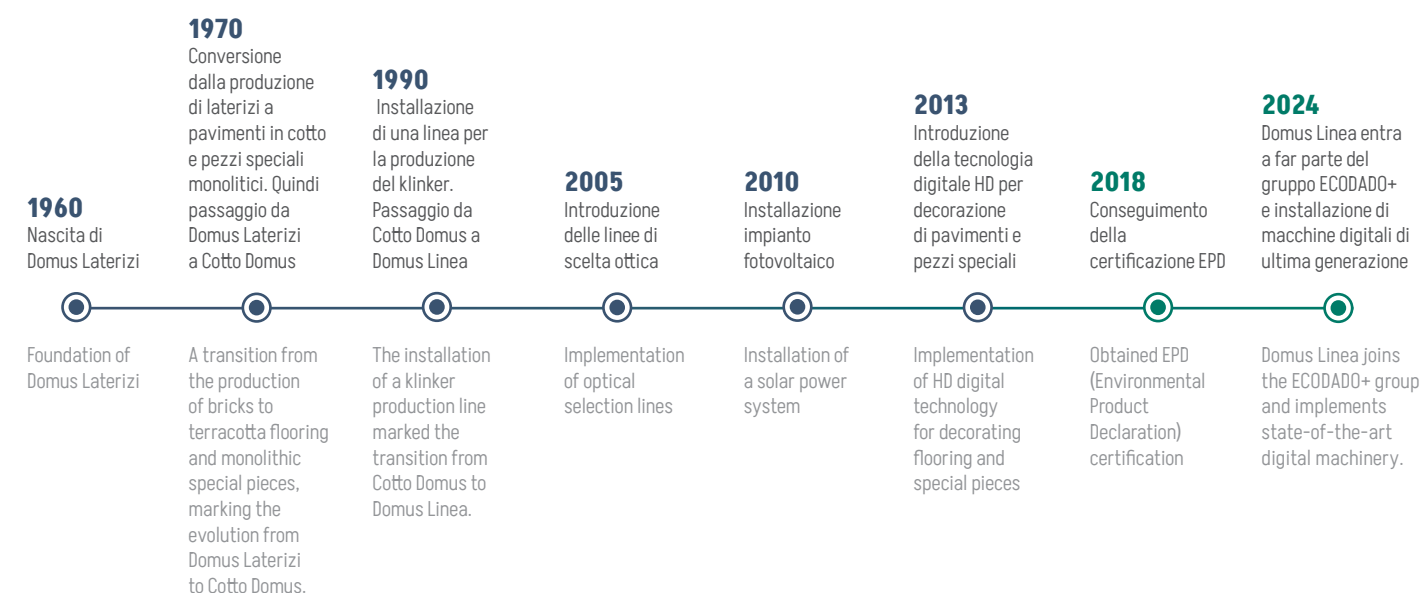 1960
Nascita di
Domus Laterizi
1970
Conversione
dalla produzione
di laterizi a
pavimenti in cotto
e pezzi speciali
monolitici. Quindi
passaggio da
Domus Laterizi
a Cotto Domus
1990
Installazione
di una linea per
la produzione
del klinker.
Passaggio da
Cotto Domus a
Domus Linea
2005
Introduzione
delle linee di
scelta ottica
2010
Installazione
impianto
fotovoltaico
2013
Introduzione
della tecnologia
digitale HD per
decorazione
di pavimenti e
pezzi speciali
2018
Conseguimento
della
certificazione EPD
2024
Domus Linea entra
a far parte del
gruppo ECODADO+
e installazione di
macchine digitali di
ultima generazione
Foundation of
Domus Laterizi
A transition from
the production
of bricks to
terracotta flooring
and monolithic
special pieces,
marking the
evolution from
Domus Laterizi
to Cotto Domus.
The installation
of a klinker
production line
marked the
transition from
Cotto Domus to
Domus Linea.
Implementation
of optical
selection lines
Installation of
a solar power
system
Implementation
of HD digital
technology
for decorating
flooring and
special pieces
Obtained EPD
(Environmental
Product
Declaration)
certification
Domus Linea joins
the ECODADO+ group
and implements
state-of-the-art
digital machinery.